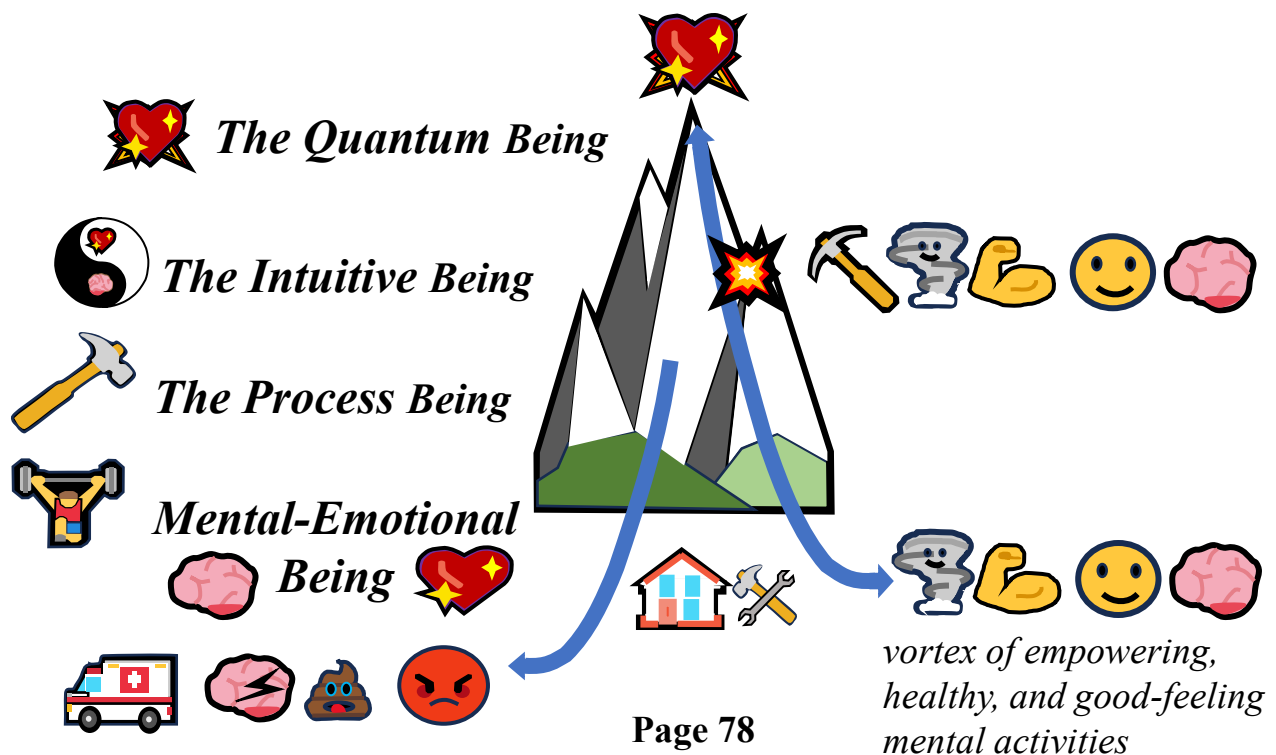 The Quantum Being
The Intuitive Being
The Process Being
Mental-Emotional
Being
vortex of empowering,
healthy, and good-feeling
mental activities
Page 78